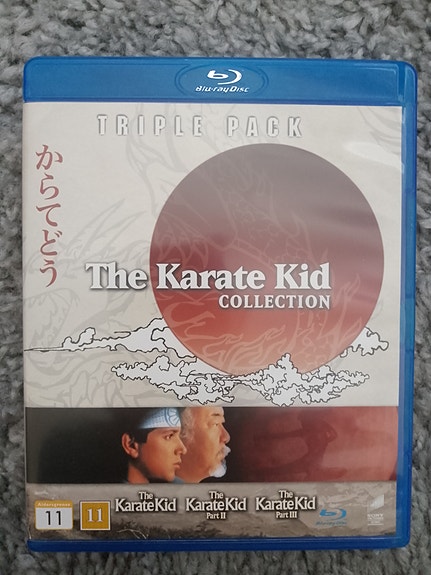 Blu-ray Disc
TRIPLE PACK
からてどう
The Karate Kid
COLLECTION
11
11
The
Karate Kid
The
Karate Kid
Part II
The
Karate Kid
Part III